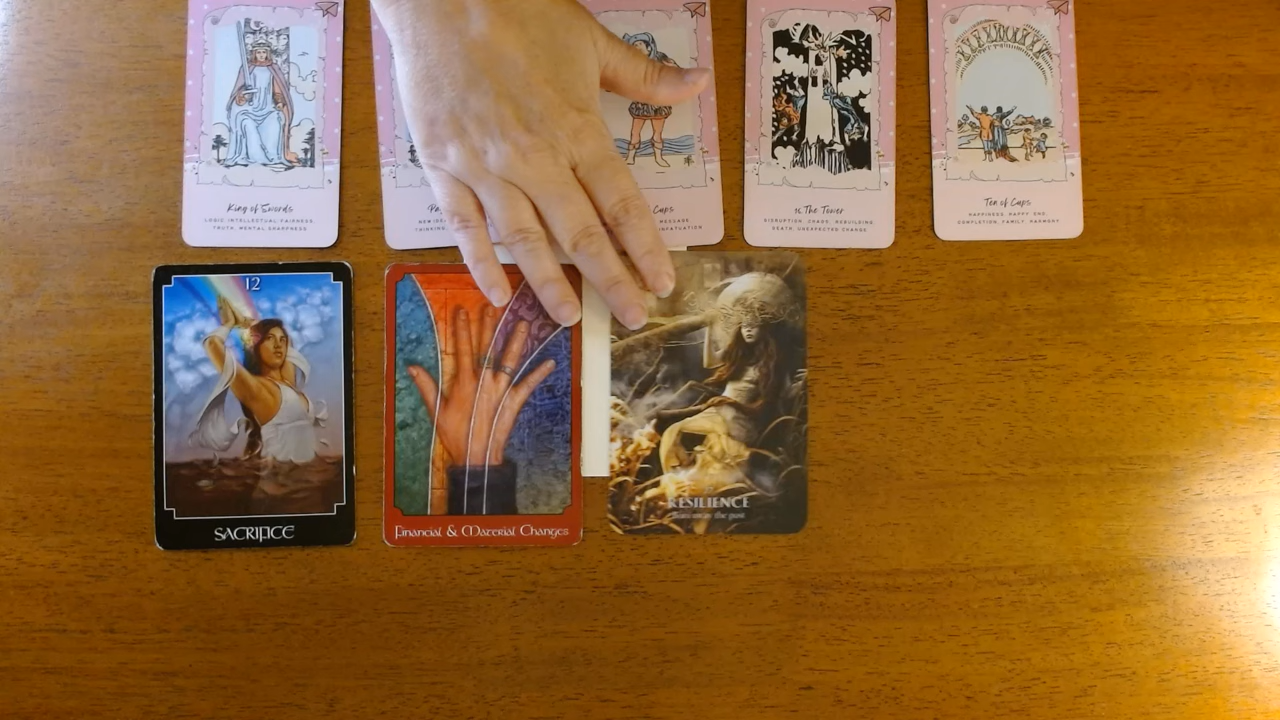 King of Swords
LOGIC, INTELLECTUAL, FAIRNESS,
TRUTH, MENTAL SHARPNESS
NEW
THINKING,
Cups
MESSAGE,
INFATUATION
16 The Tower
DISRUPTION, CHAOS, REBUILDING
DEATH, UNEXPECTED CHANGE
Ten of Cups
HAPPINESS, HAPPY END,
COMPLETION, FAMILY, HARMONY
12
SACRIFICE
Financial & Material Changes
RESILIENCE
the past